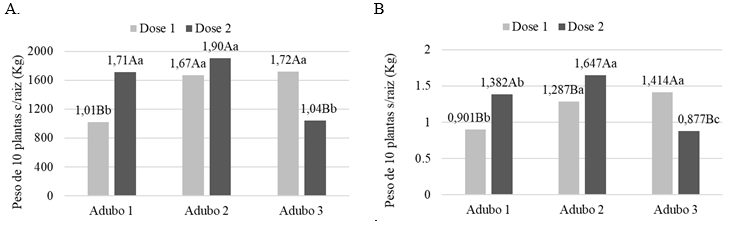 A.
Dose 1 Dose 2
Peso de 10 plantas c/raiz (Kg)
2000
1600
1200
800
400
0
1,01Bb
1,71Aa
1,67Aa
1,90Aa
1,72Aa
1,04Bb
Adubo 1 Adubo 2 Adubo 3
B
Dose 1 Dose 2
Peso de 10 plantas s/raiz (Kg)
2
1.5
1
0.5
0
0,901Bb
1,382Ab
1,287Ba
1,647Aa
1,414Aa
0,877Bc
Adubo 1 Adubo 2 Adubo 3
.